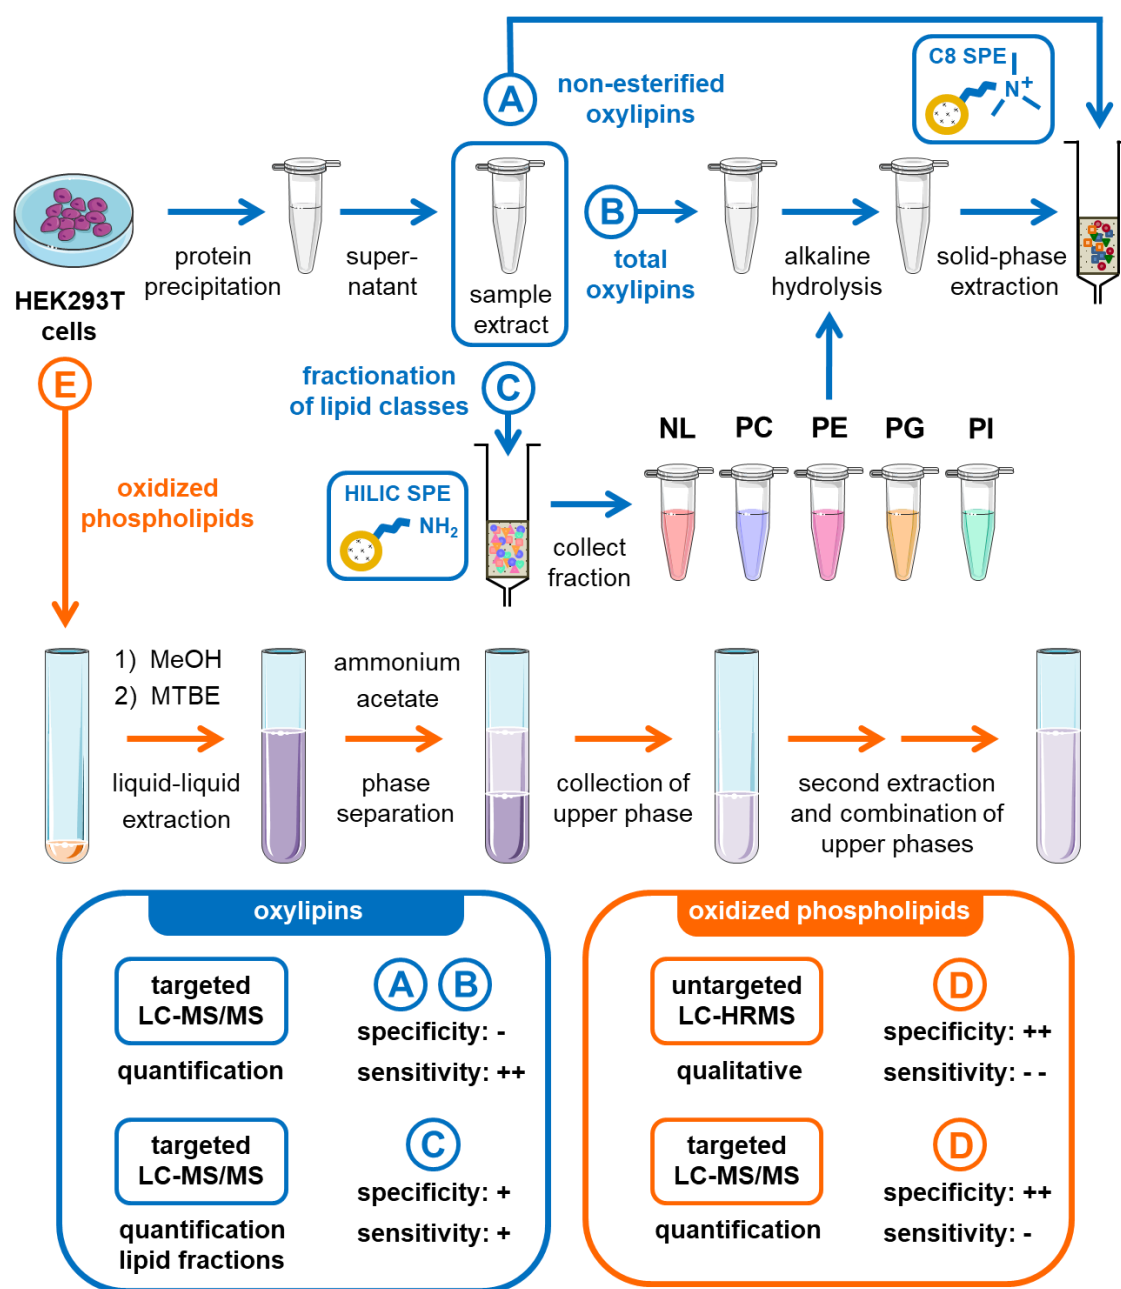 A
non-esterified
oxylipins
C8 SPE
N+
HEK293T
cells
protein
precipitation
super-
natant
sample
extract
B
total
oxylipins
alkaline
hydrolysis
solid-phase
extraction
E
oxidized
phospholipids
fractionation
of lipid classes
C
HILIC SPE
NH2
collect
fraction
NL PC PE PG PI
1) MeOH
2) MTBE
liquid-liquid
extraction
ammonium
acetate
phase
separation
collection of
upper phase
second extraction
and combination of
upper phases
oxylipins
targeted
LC-MS/MS
quantification
A B
specificity: -
sensitivity: ++
targeted
LC-MS/MS
quantification
lipid fractions
C
specificity: +
sensitivity: +
oxidized phospholipids
untargeted
LC-HRMS
qualitative
D
specificity: ++
sensitivity: - -
targeted
LC-MS/MS
quantification
D
specificity: ++
sensitivity: -